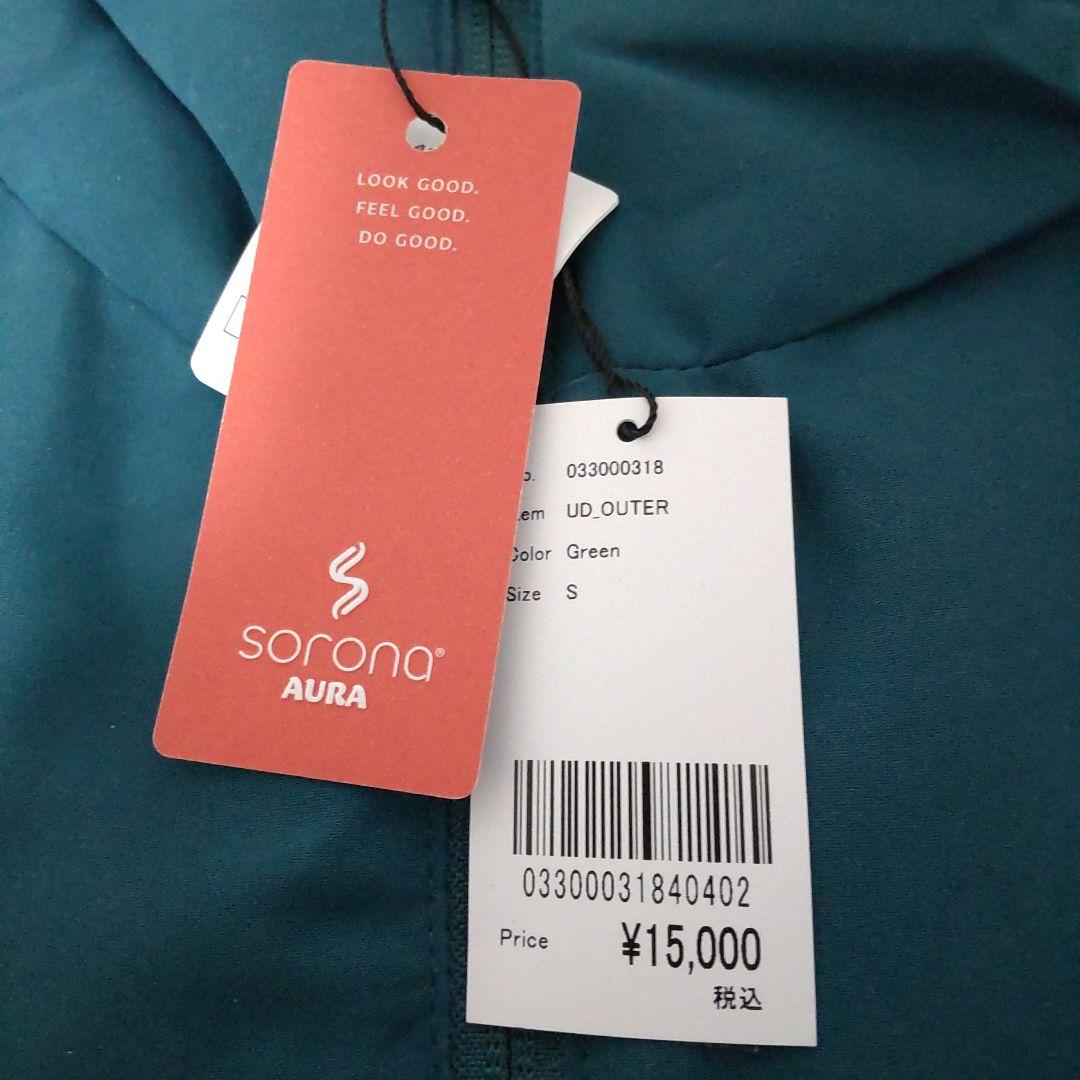 LOOK GOOD.
FEEL GOOD.
DO GOOD.
sorona®
AURA
033000318
UD_OUTER
Color Green
Size S
03300031840402
Price ¥15,000
税込